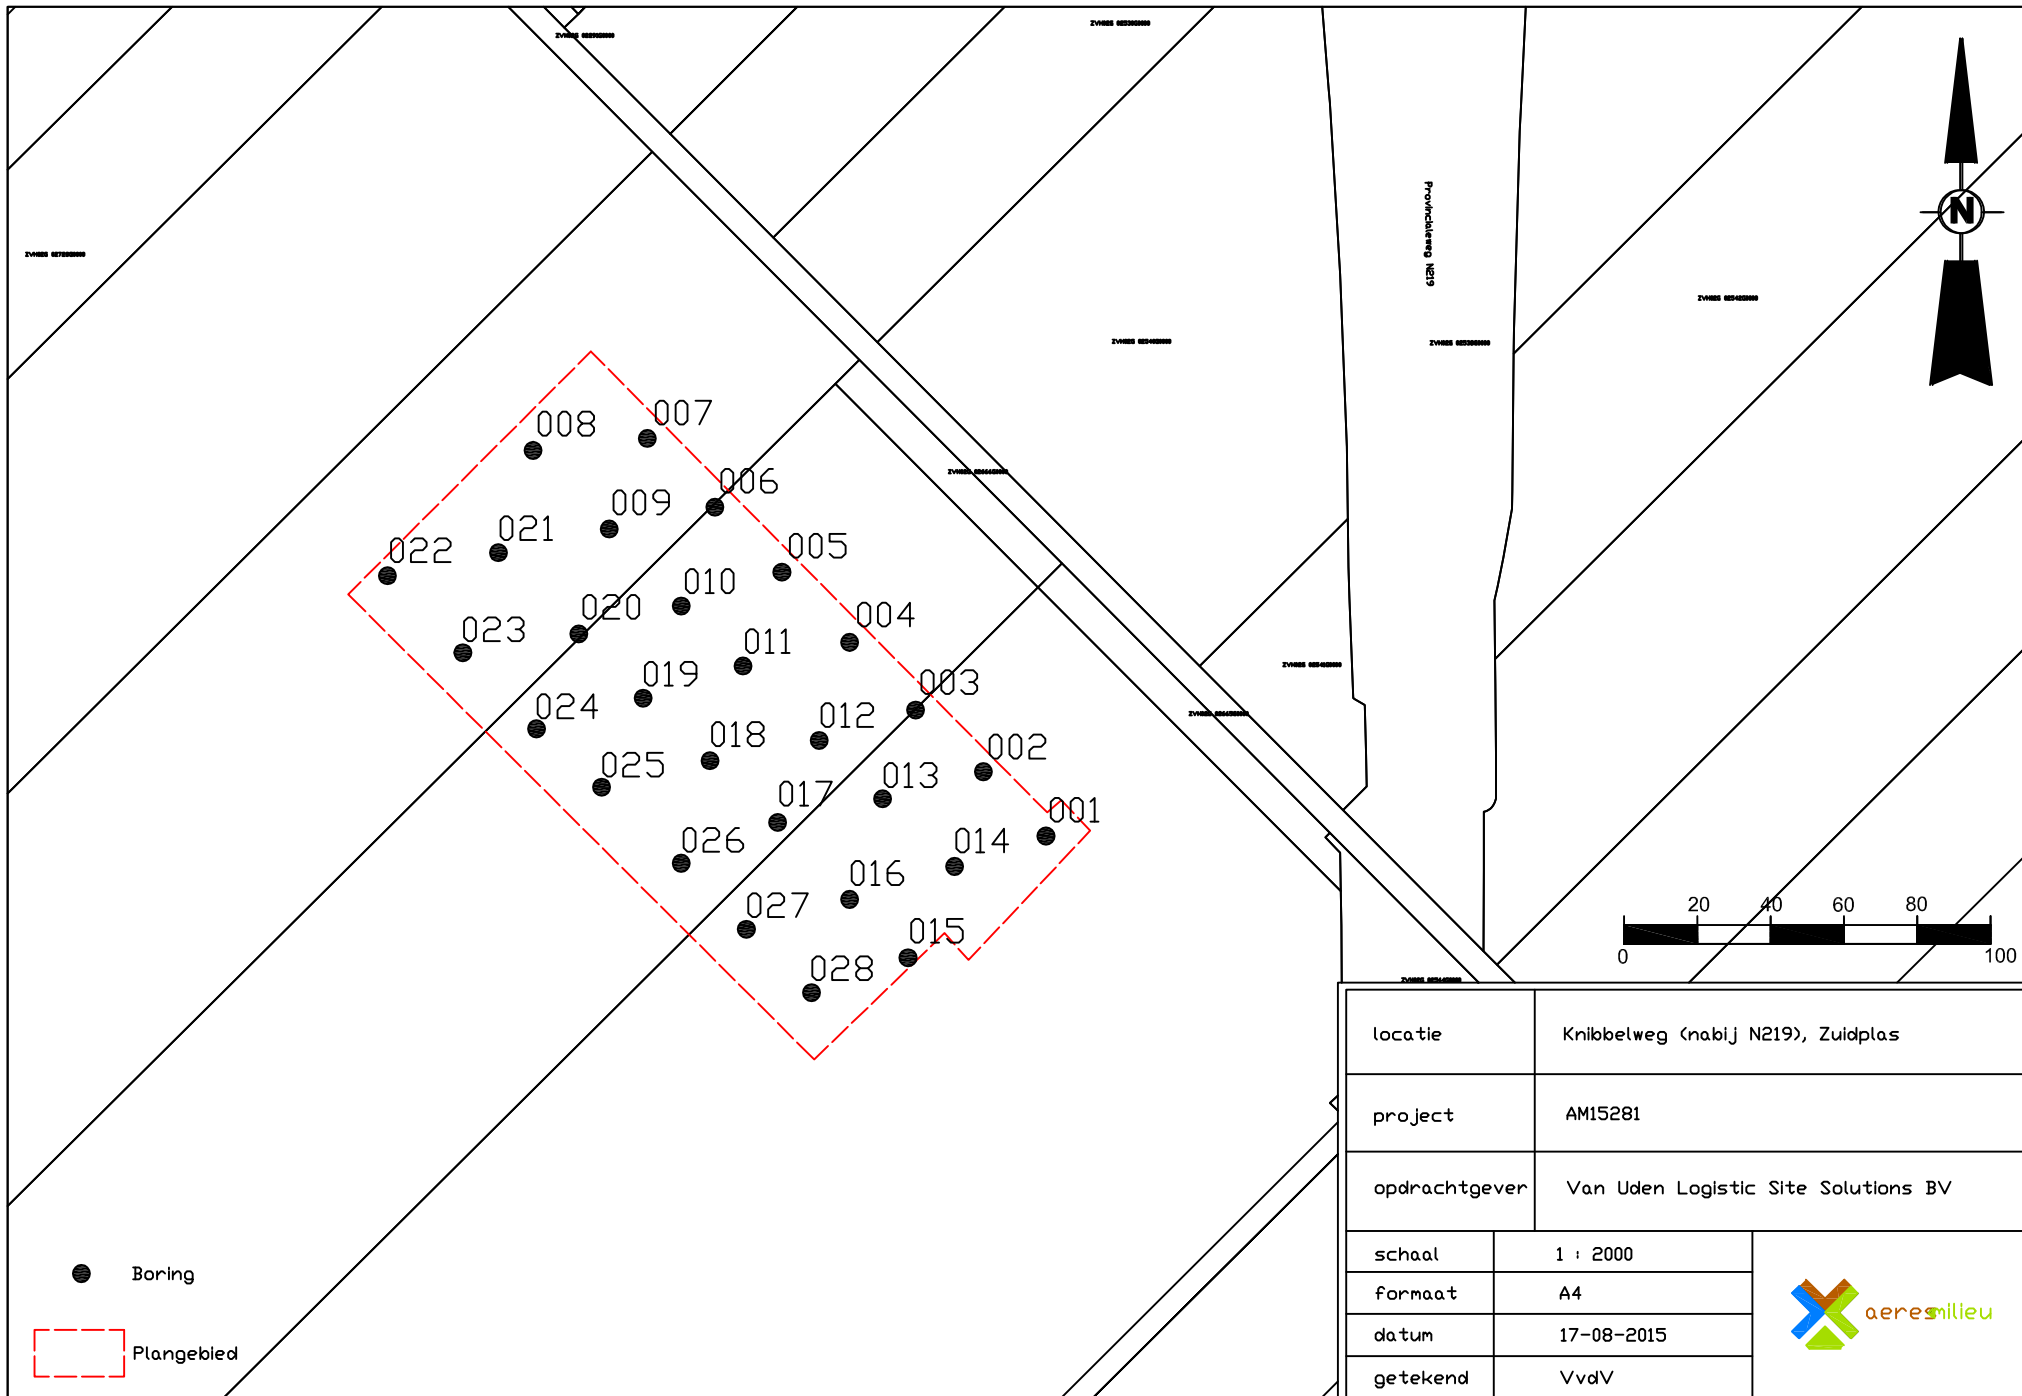 Provincialeweg N219
N
007
008
006
009
021
022
005
010
020
004
023
011
019
003
024
012
018
002
025
013
017
001
026
014
016
027
015
028
20 40 60 80
0 100
locatie Knibbelweg (nabij N219), Zuidplas
project AM15281
opdrachtgever Van Uden Logistic Site Solutions BV
schaal 1 : 2000
formaat A4
datum 17-08-2015
getekend VvdV
aeresmilieu
Boring
Plangebied